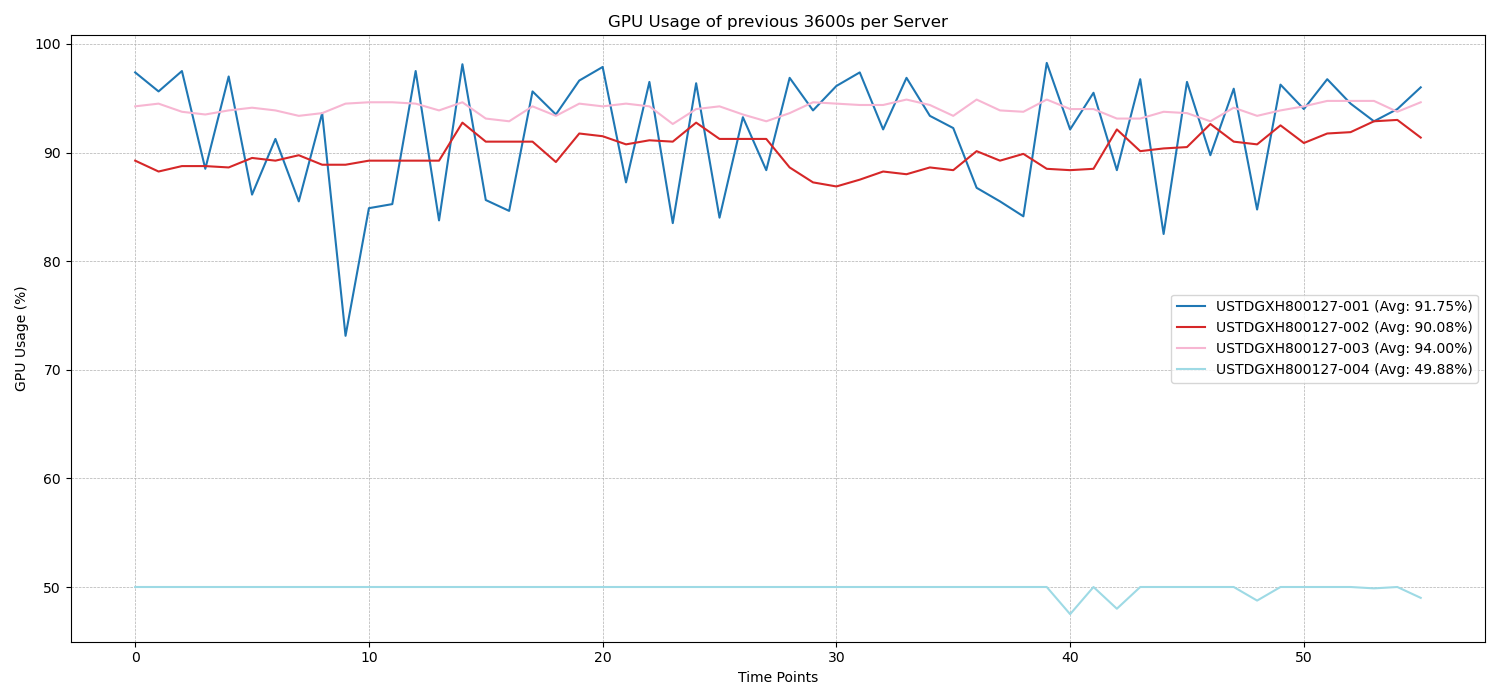 GPU Usage of previous 3600s per Server
GPU Usage (%)
100
90
80
70
60
50
USTDGXH800127-001 (Avg: 91.75%)
USTDGXH800127-002 (Avg: 90.08%)
USTDGXH800127-003 (Avg: 94.00%)
USTDGXH800127-004 (Avg: 49.88%)
0 10 20 30 40 50
Time Points